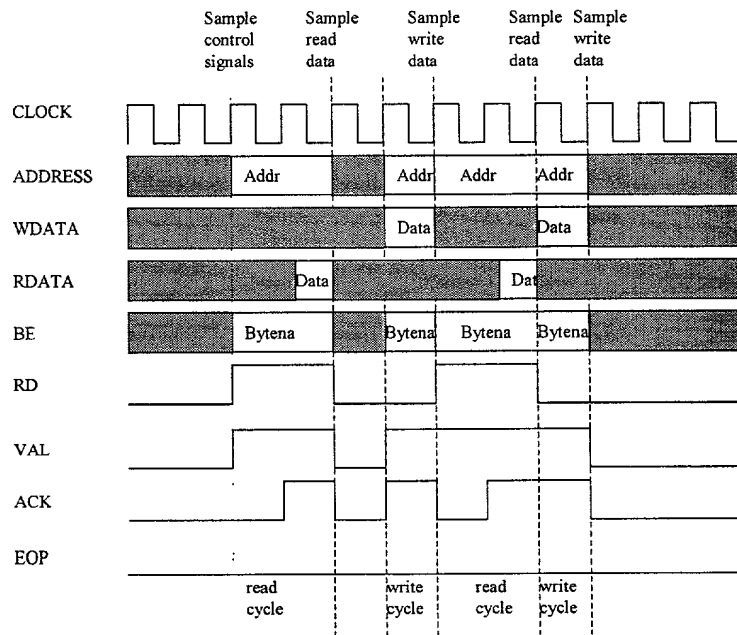 Sample control signals
Sample read data
Sample write data
Sample read data
Sample write data
CLOCK
ADDRESS
Addr
Addr
Addr
Addr
WDATA
Data
Data
RDATA
Data
Dat
BE
Bytena
Bytena
Bytena
Bytena
RD
VAL
ACK
EOP
read cycle
write cycle
read cycle
write cycle